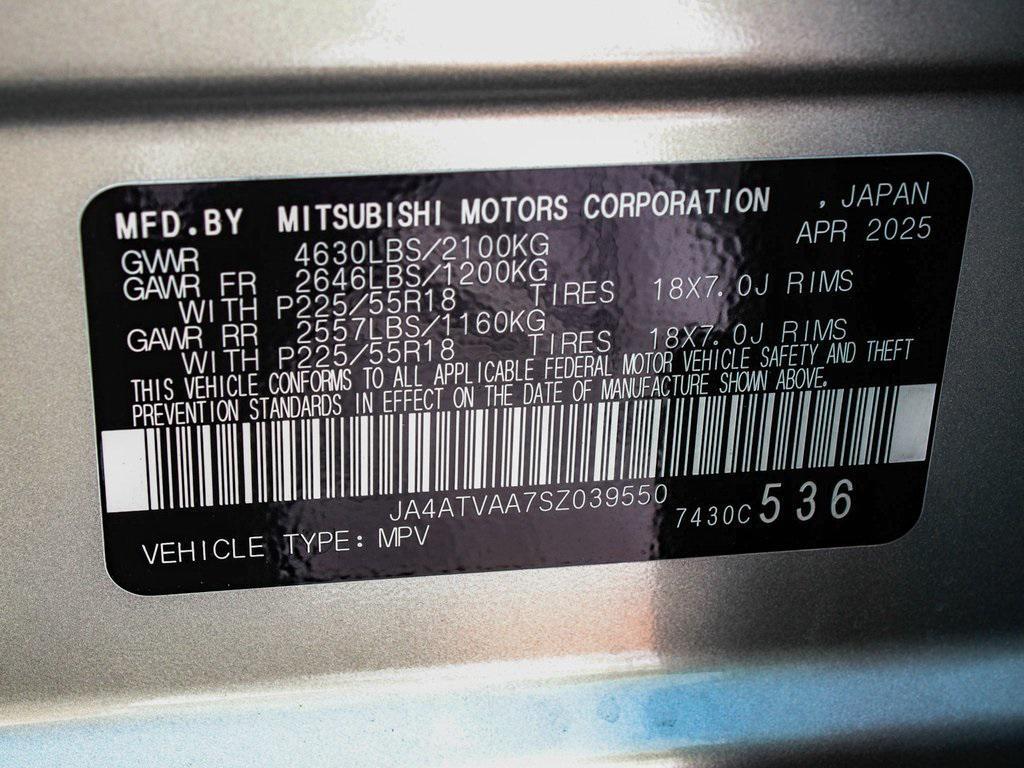 MFD.BY MITSUBISHI MOTORS CORPORATION , JAPAN
APR 2025
GWWR 4630LBS/2100KG
GAWR FR 2646LBS/1200KG
WITH P225/55R18 TIRES 18X7.0J RIMS
GAWR RR 2557LBS/1160KG
WITH P225/55R18 TIRES 18X7.0J RIMS
THIS VEHICLE CONFORMS TO ALL APPLICABLE FEDERAL MOTOR VEHICLE SAFETY AND THEFT
PREVENTION STANDARDS IN EFFECT ON THE DATE OF MANUFACTURE SHOWN ABOVE.
JA4ATVAA7SZ039550
7430C 536
VEHICLE TYPE: MPV